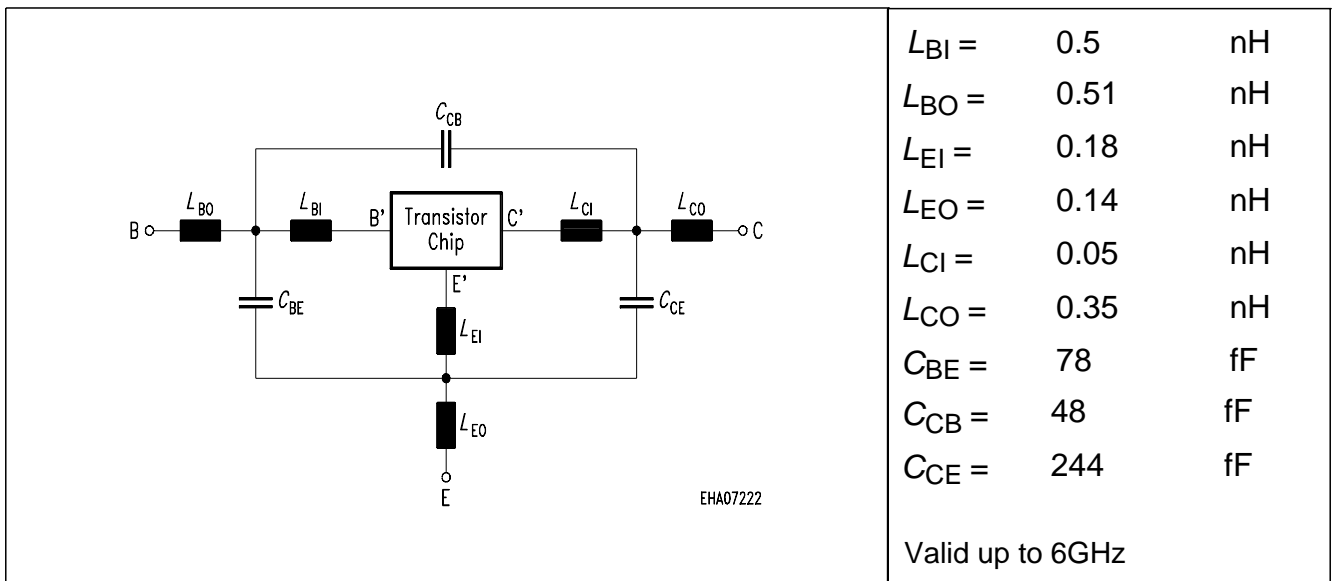 C_CB
L_BO
L_BI
B'
Transistor
Chip
C'
L_CI
L_CO
B
C
E'
C_BE
L_EI
C_CE
L_EO
E
EHA07222
L_BI = 0.5 nH
L_BO = 0.51 nH
L_EI = 0.18 nH
L_EO = 0.14 nH
L_CI = 0.05 nH
L_CO = 0.35 nH
C_BE = 78 fF
C_CB = 48 fF
C_CE = 244 fF
Valid up to 6GHz